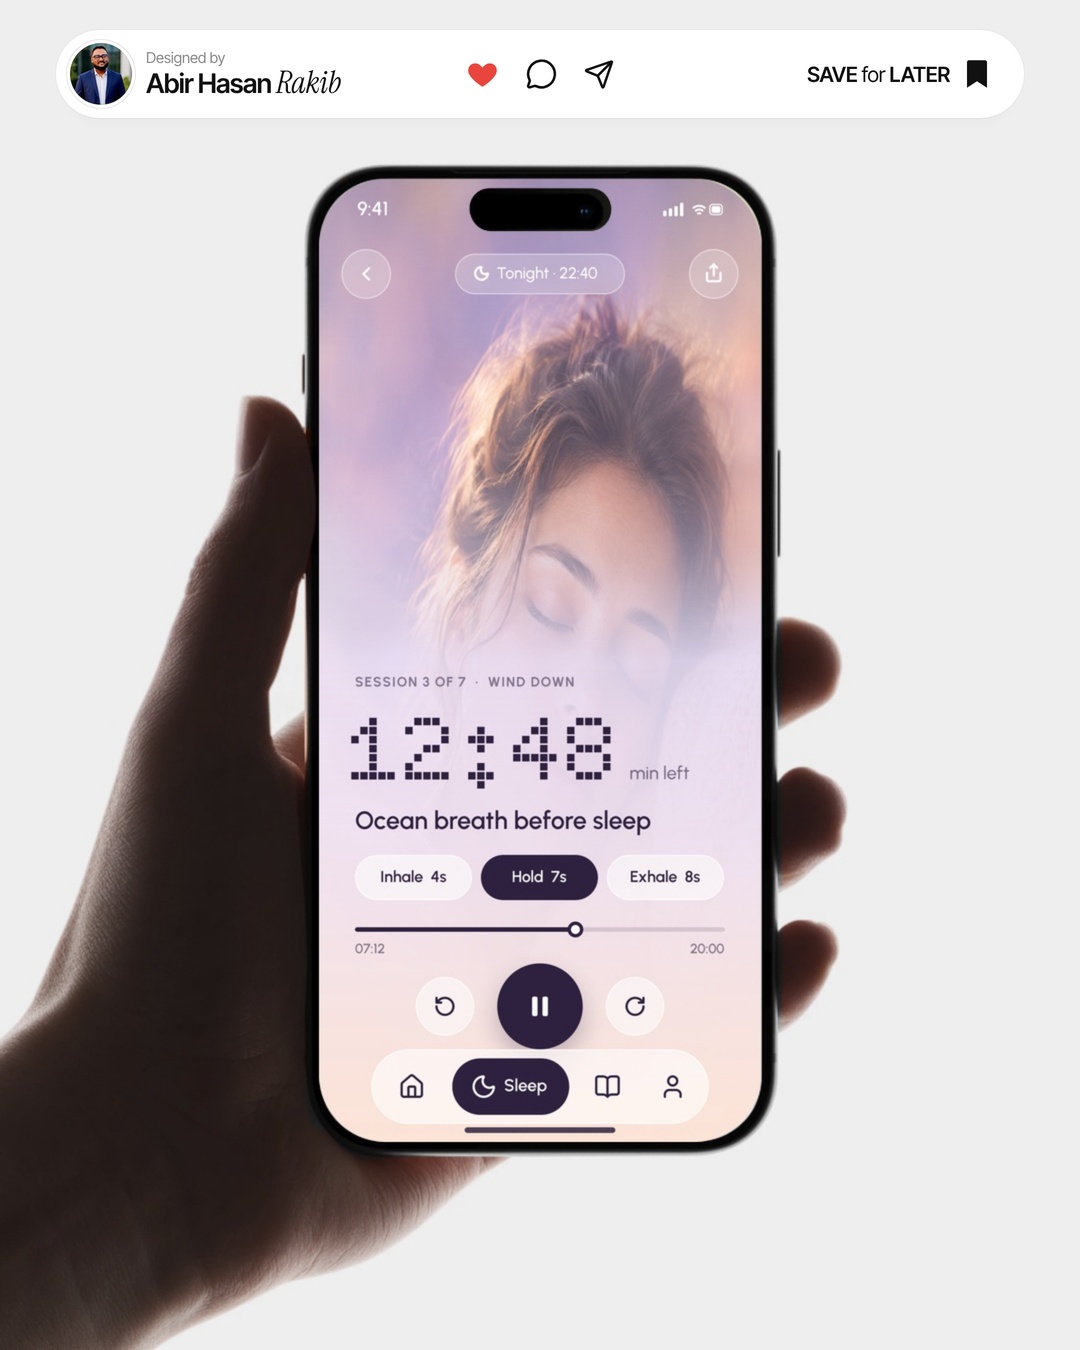 Designed by
Abir Hasan Rakib
SAVE for LATER
9:41
Tonight · 22:40
SESSION 3 OF 7 · WIND DOWN
12:48 min left
Ocean breath before sleep
Inhale 4s Hold 7s Exhale 8s
07:12 20:00
Sleep